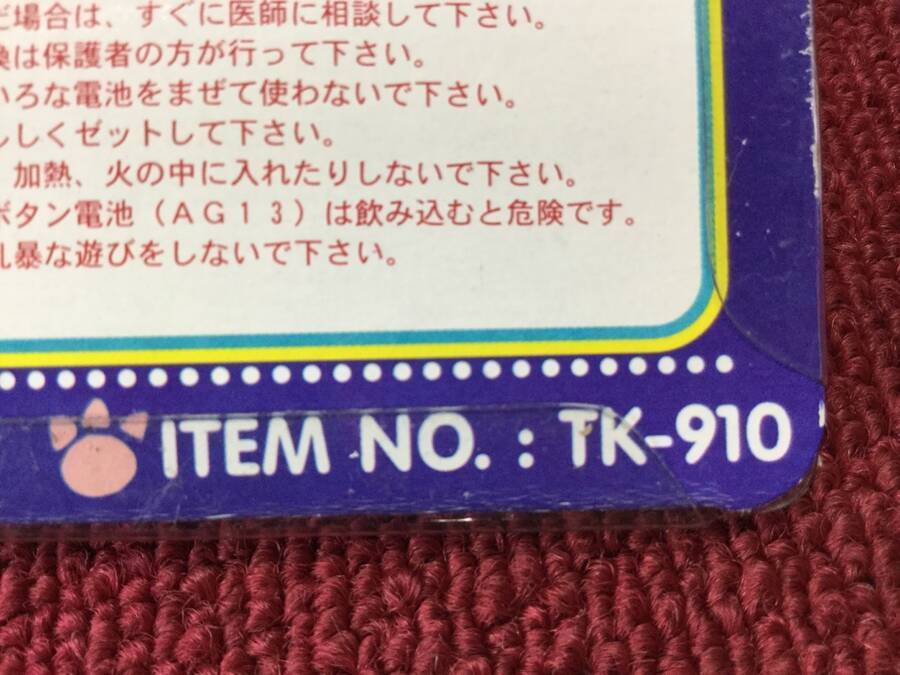 だ場合は、すぐに医師に相談して下さい。
換は保護者の方が行って下さい。
いろな電池をまぜて使わないで下さい。
しくゼットして下さい。
加熱、火の中に入れたりしないで下さい。
ボタン電池（AG13）は飲み込むと危険です。
乱暴な遊びをしないで下さい。
ITEM NO. : TK-910